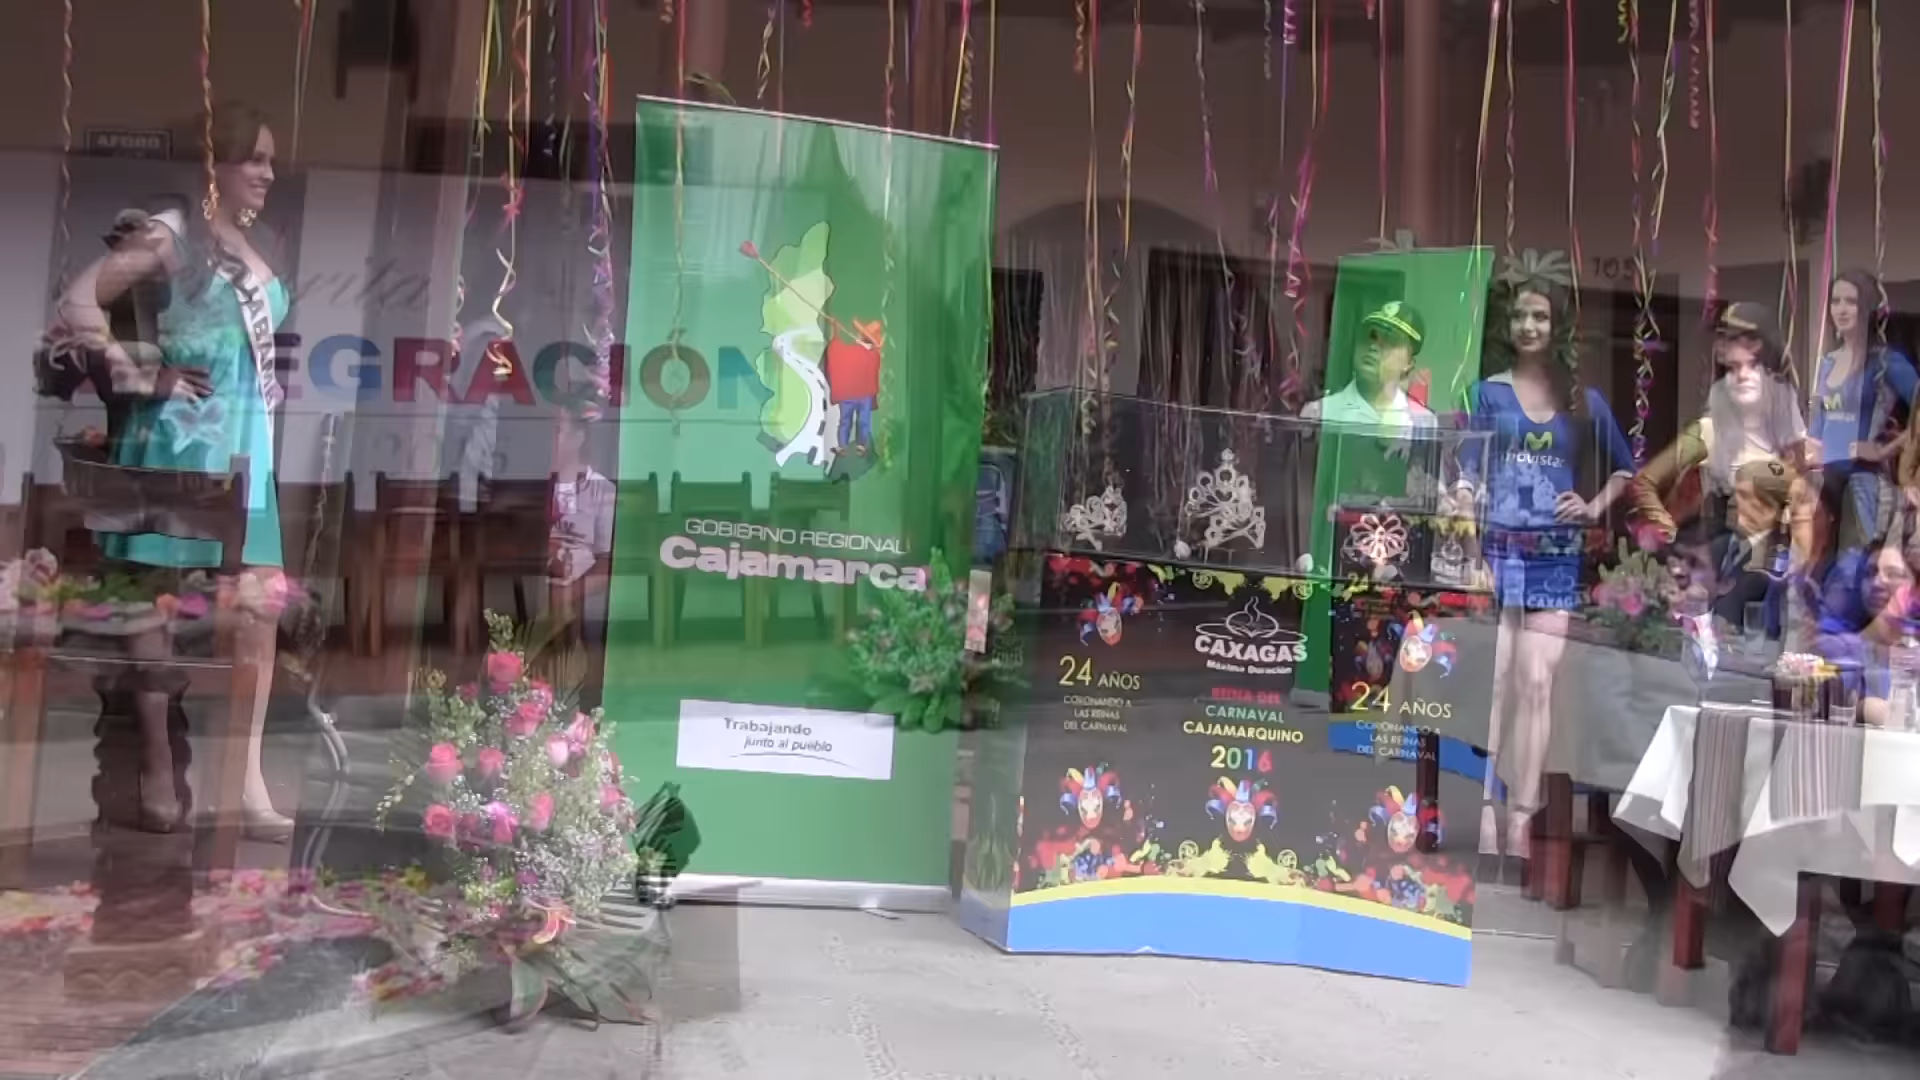 AFORO
EGRACIÓN
GOBIERNO REGIONAL
Cajamarca
Trabajando
junto al pueblo
24 AÑOS
CORONANDO A
LAS REINAS
DEL CARNAVAL
CAXAGAS
Máxima Duración
REINA DEL
CARNAVAL
CAJAMARQUINO
2016
24 AÑOS
CORONANDO A
LAS REINAS
DEL CARNAVAL
105
movistar
CAXAGAS